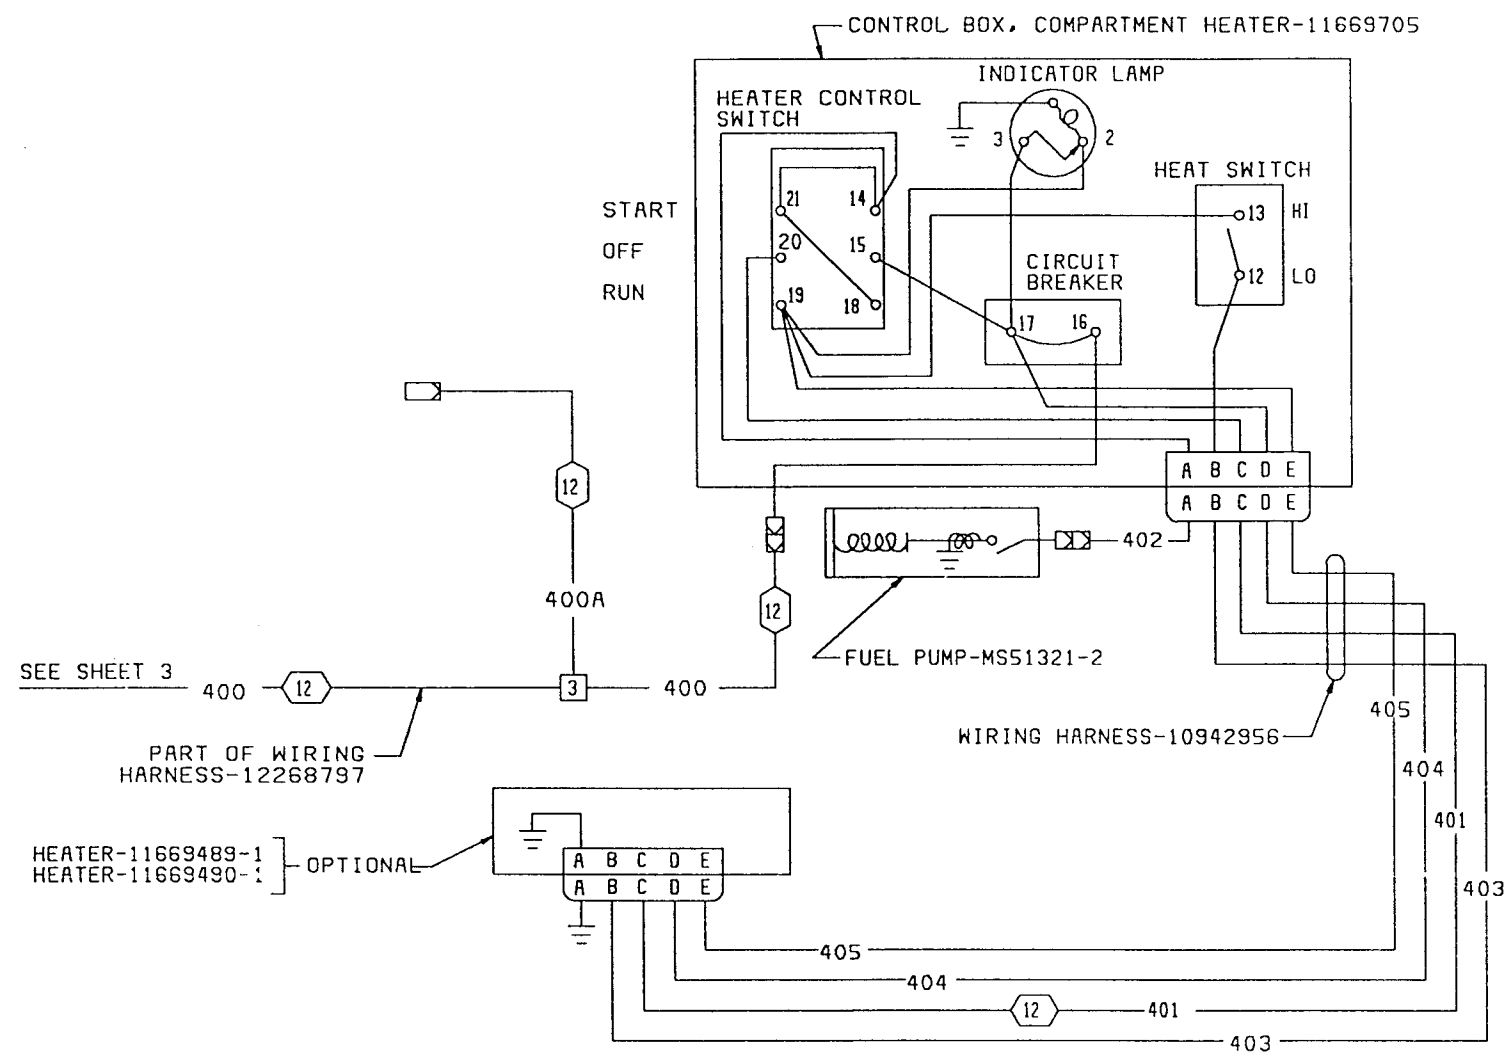 CONTROL BOX, COMPARTMENT HEATER-11669705
INDICATOR LAMP
HEATER CONTROL
SWITCH
3 2
HEAT SWITCH
START
OFF
RUN
21 14
20 15
19 18
13 HI
12 LO
CIRCUIT
BREAKER
17 16
A B C D E
A B C D E
12
402
400A
12
FUEL PUMP-MS51321-2
SEE SHEET 3
400 12 3 400
405
WIRING HARNESS-10942956
PART OF WIRING
HARNESS-12268797
404
401
HEATER-11669489-1
HEATER-11669490-1
OPTIONAL
A B C D E
A B C D E
403
405
404
12 401
403